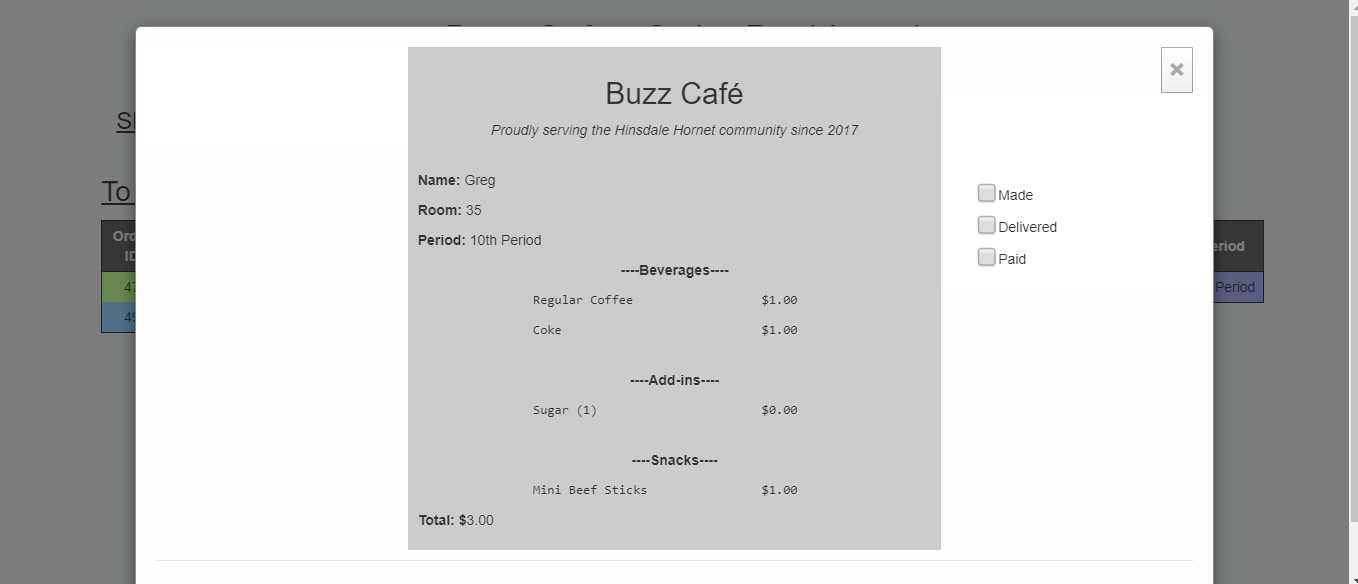 Buzz Café
Proudly serving the Hinsdale Hornet community since 2017
Name: Greg
Room: 35
Period: 10th Period
----Beverages----
Regular Coffee $1.00
Coke $1.00
----Add-ins----
Sugar (1) $0.00
----Snacks----
Mini Beef Sticks $1.00
Total: $3.00
Made
Delivered
Paid
To
Period